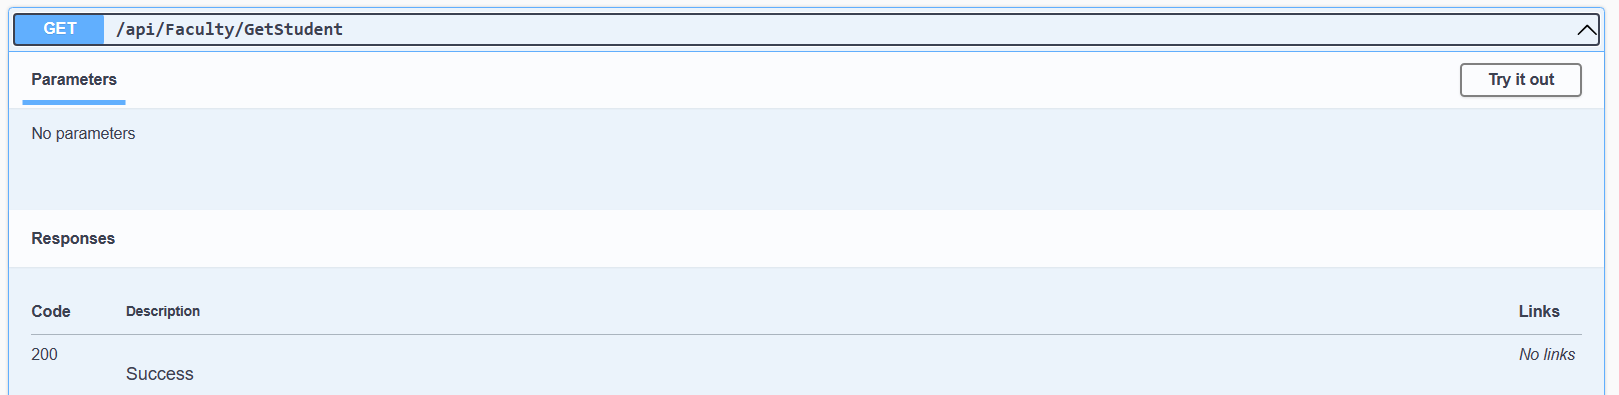 GET /api/Faculty/GetStudent
Parameters Try it out
No parameters
Responses
Code Description Links
200 No links
Success